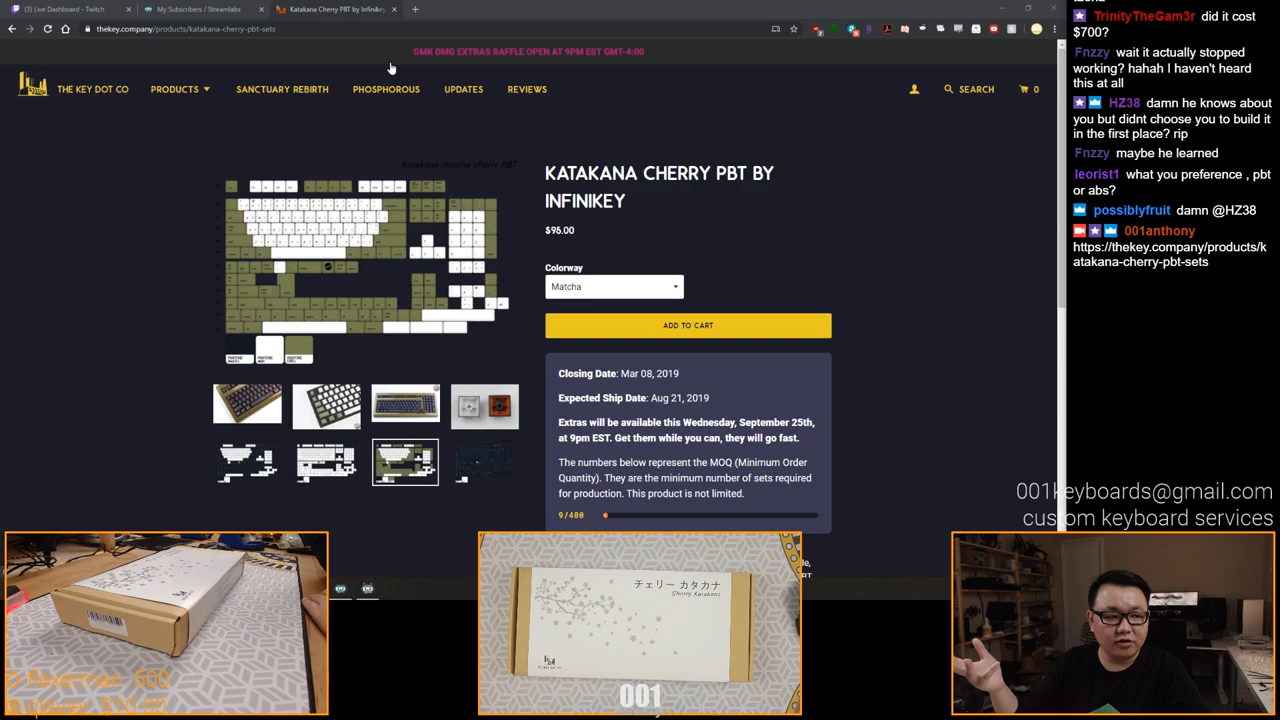 Live Dashboard - Twitch
My Subscribers / Streamlabs
Katakana Cherry PBT by Infinike
thekey.company/products/katakana-cherry-pbt-sets
GMK DMG EXTRAS RAFFLE OPEN AT 9PM EST GMT-4:00
THE KEY DOT CO
PRODUCTS
SANCTUARY REBIRTH
PHOSPHOROUS
UPDATES
REVIEWS
SEARCH
0
katakana matcha cherry PBT
KATAKANA CHERRY PBT BY
INFINIKEY
$95.00
Colorway
Matcha
ADD TO CART
Closing Date: Mar 08, 2019
Expected Ship Date: Aug 21, 2019
Extras will be available this Wednesday, September 25th,
at 9pm EST. Get them while you can, they will go fast.
The numbers below represent the MOQ (Minimum Order
Quantity). They are the minimum number of sets required
for production. This product is not limited.
9/400
TrinityTheGam3r did it cost
$700?
Fnzzy wait it actually stopped
working? hahah I haven't heard
this at all
HZ38 damn he knows about
you but didnt choose you to build it
in the first place? rip
Fnzzy maybe he learned
leorist1 what you preference , pbt
or abs?
possiblyfruit damn @HZ38
001anthony
https://thekey.company/products/k
atakana-cherry-pbt-sets
001keyboards@gmail.com
custom keyboard services
チェリー カタカナ
Cherry Katakana
001
flexerman 500
$10.00